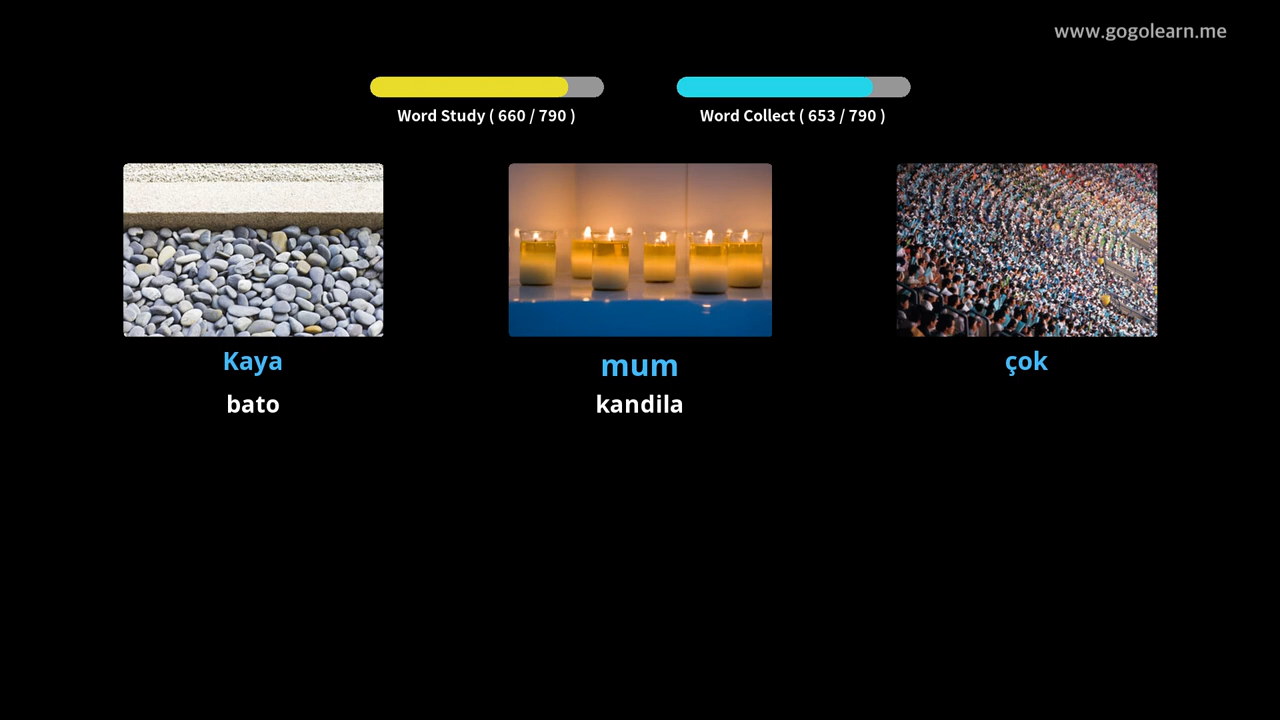 www.gogolearn.me
Word Study ( 660 / 790 )
Word Collect ( 653 / 790 )
Kaya
mum
çok
bato
kandila